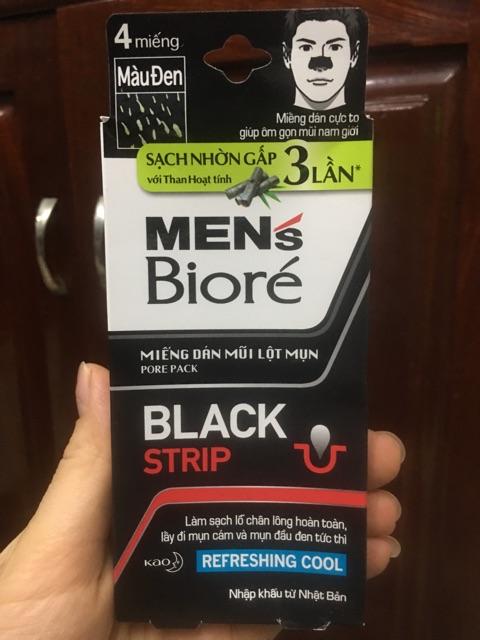 4 miếng
Màu Đen
Miếng dán cực to
giúp ôm gọn mũi nam giới
SẠCH NHỜN GẤP
với Than Hoạt tính
3 LẦN*
MEN's
Bioré
MIẾNG DÁN MŨI LỘT MỤN
PORE PACK
BLACK
STRIP
Làm sạch lỗ chân lông hoàn toàn,
lấy đi mụn cám và mụn đầu đen tức thì
Kao
REFRESHING COOL
Nhập khẩu từ Nhật Bản